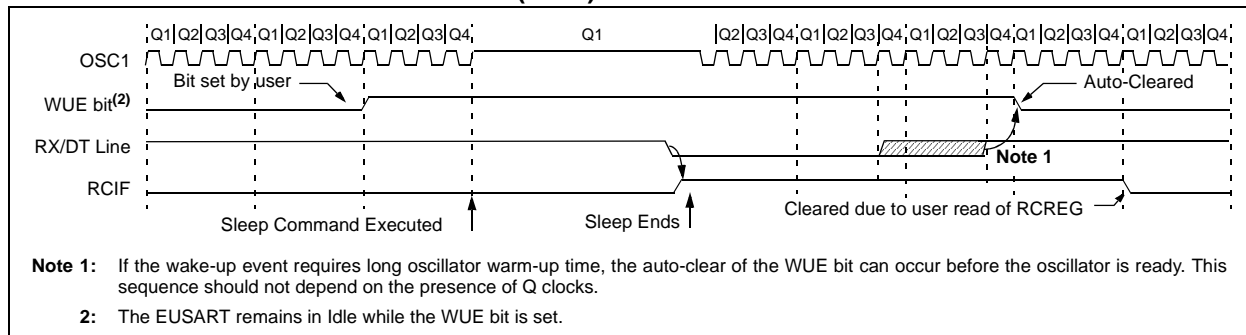 Q1 Q2 Q3 Q4 Q1 Q2 Q3 Q4 Q1 Q2 Q3 Q4 Q1 Q2 Q3 Q4 Q1 Q2 Q3 Q4 Q1 Q2 Q3 Q4 Q1 Q2 Q3 Q4 Q1 Q2 Q3 Q4
OSC1
Bit set by user
Auto-Cleared
WUE bit(2)
RX/DT Line
Note 1
RCIF
Cleared due to user read of RCREG
Sleep Command Executed
Sleep Ends
Note 1: If the wake-up event requires long oscillator warm-up time, the auto-clear of the WUE bit can occur before the oscillator is ready. This
sequence should not depend on the presence of Q clocks.
2: The EUSART remains in Idle while the WUE bit is set.